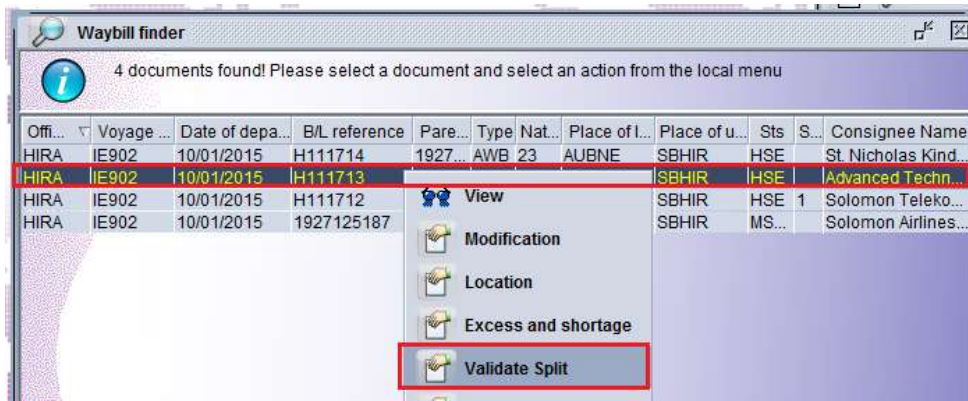 Waybill finder
4 documents found! Please select a document and select an action from the local menu
Offi... Voyage ... Date of depa... B/L reference Pare... Type Nat... Place of l... Place of u... Sts S... Consignee Name
HIRA IE902 10/01/2015 H111714 1927... AWB 23 AUBNE SBHIR HSE St. Nicholas Kind...
HIRA IE902 10/01/2015 H111713 SBHIR HSE Advanced Techn...
HIRA IE902 10/01/2015 H111712 SBHIR HSE 1 Solomon Teleko...
HIRA IE902 10/01/2015 1927125187 SBHIR MS... Solomon Airlines...
View
Modification
Location
Excess and shortage
Validate Split